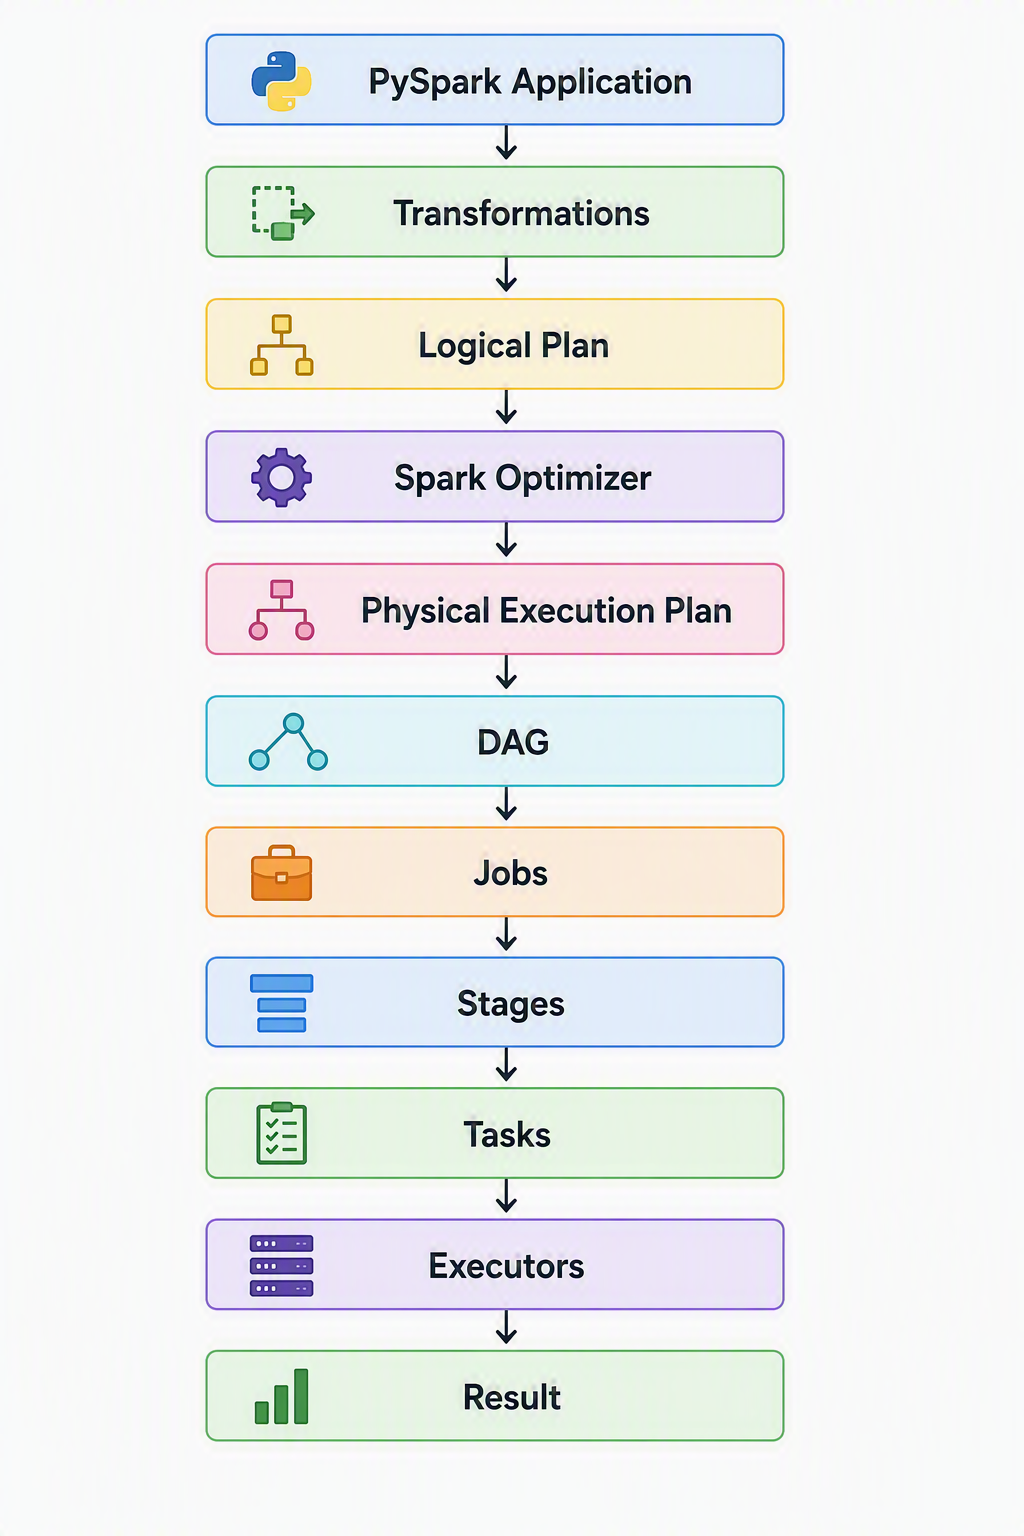 PySpark Application
Transformations
Logical Plan
Spark Optimizer
Physical Execution Plan
DAG
Jobs
Stages
Tasks
Executors
Result